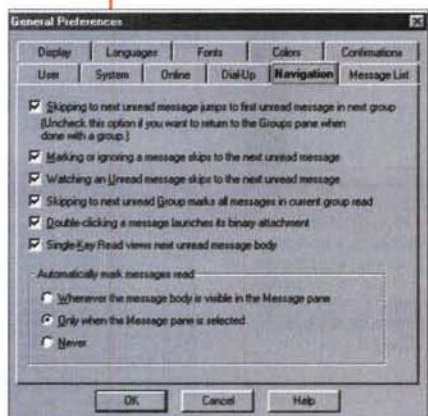 General Preferences
Display Languages Fonts Colors Confirmations
User System Online Dial-Up Navigation Message List
Skipping to next unread message jumps to first unread message in next group
(Uncheck this option if you want to return to the Groups pane when
done with a group.)
Marking or ignoring a message skips to the next unread message
Watching an Unread message skips to the next unread message
Skipping to next unread Group marks all messages in current group read
Double-clicking a message launches its binary attachment
Single-Key Read views next unread message body
Automatically mark messages read
Whenever the message body is visible in the Message pane
Only when the Message pane is selected
Never
OK Cancel Help